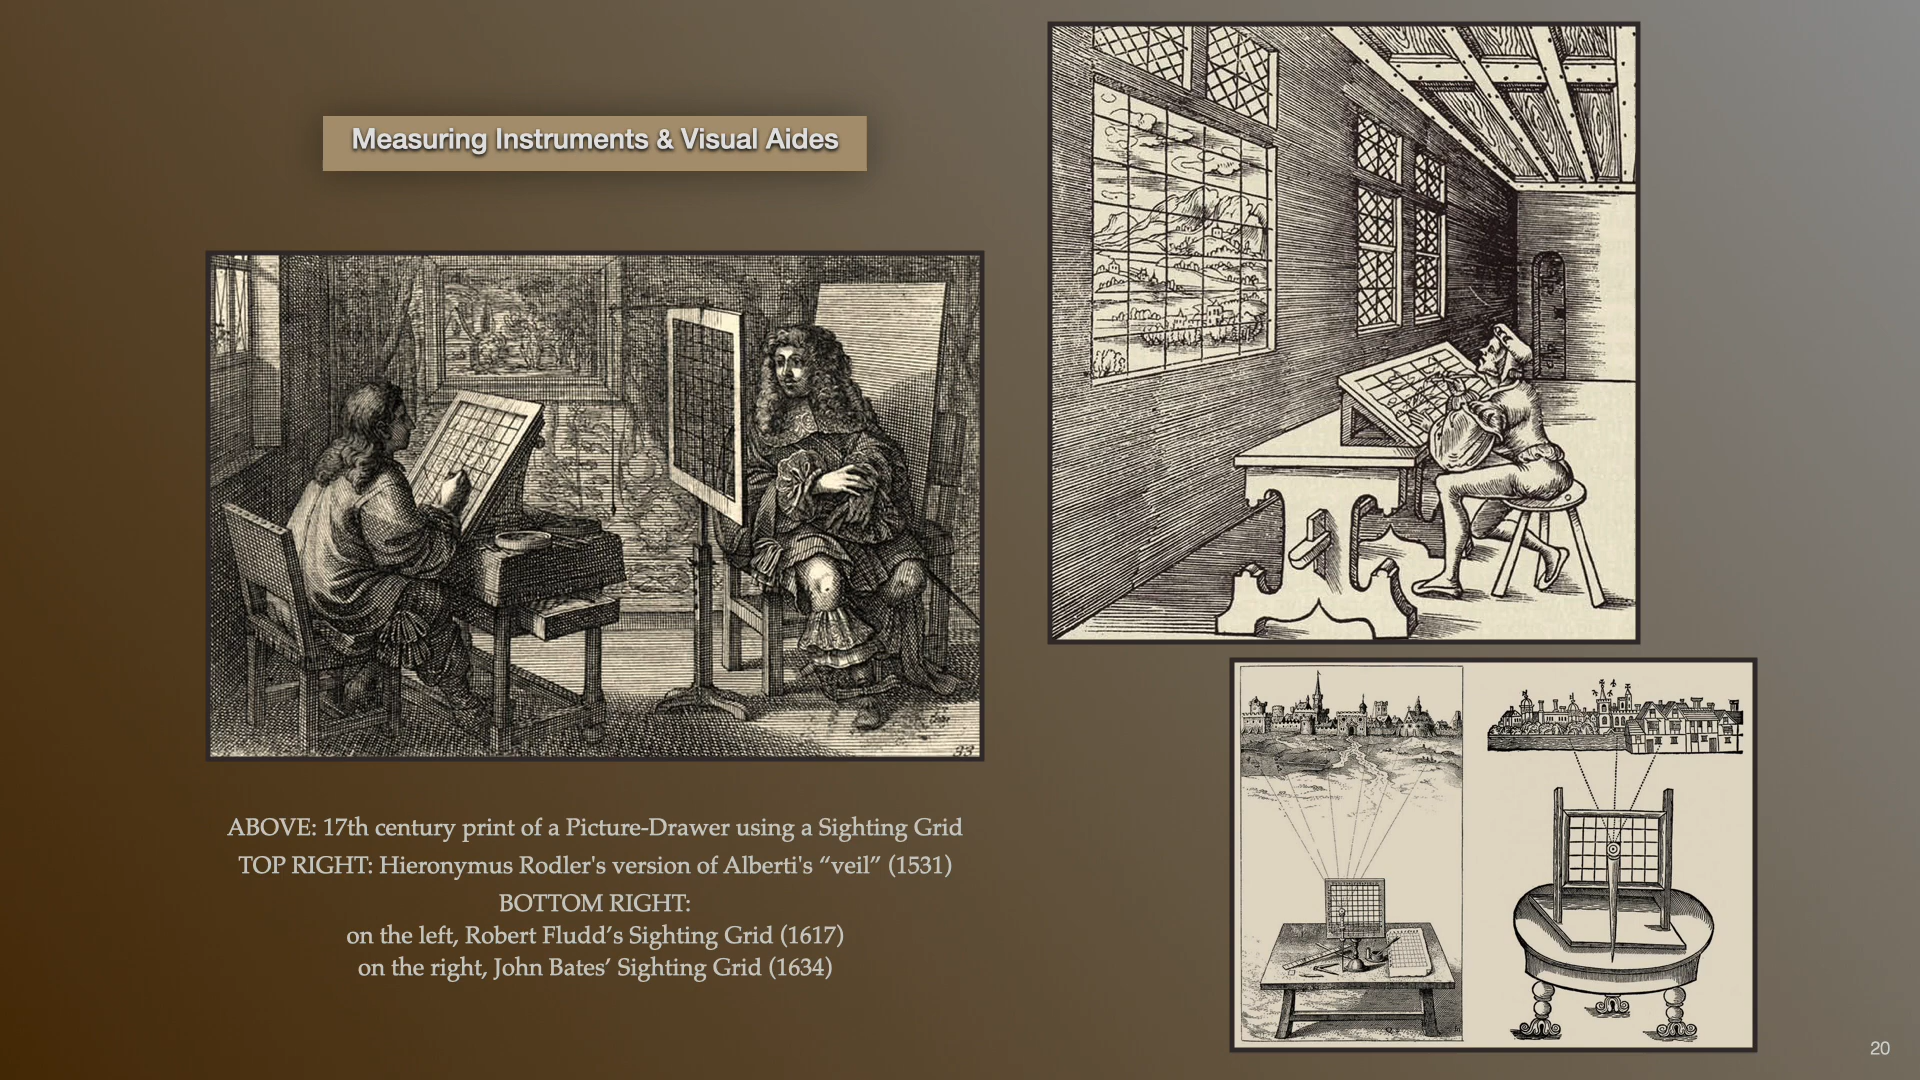 Measuring Instruments & Visual Aides
ABOVE: 17th century print of a Picture-Drawer using a Sighting Grid
TOP RIGHT: Hieronymus Rodler's version of Alberti's “veil” (1531)
BOTTOM RIGHT:
on the left, Robert Fludd’s Sighting Grid (1617)
on the right, John Bates’ Sighting Grid (1634)
33
20